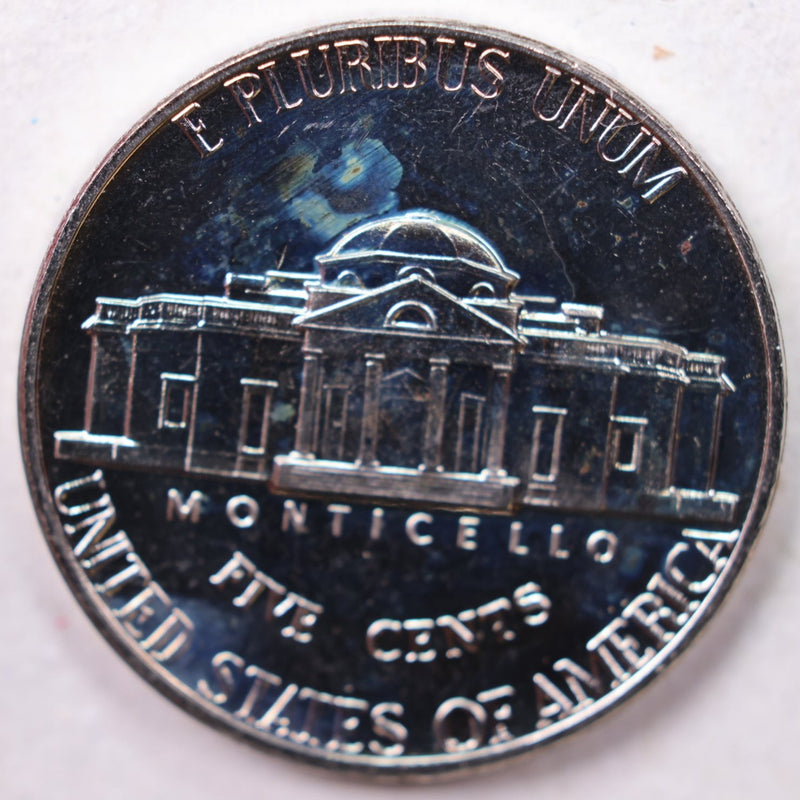 E PLURIBUS UNUM
MONTICELLO
FIVE CENTS
UNITED STATES OF AMERICA